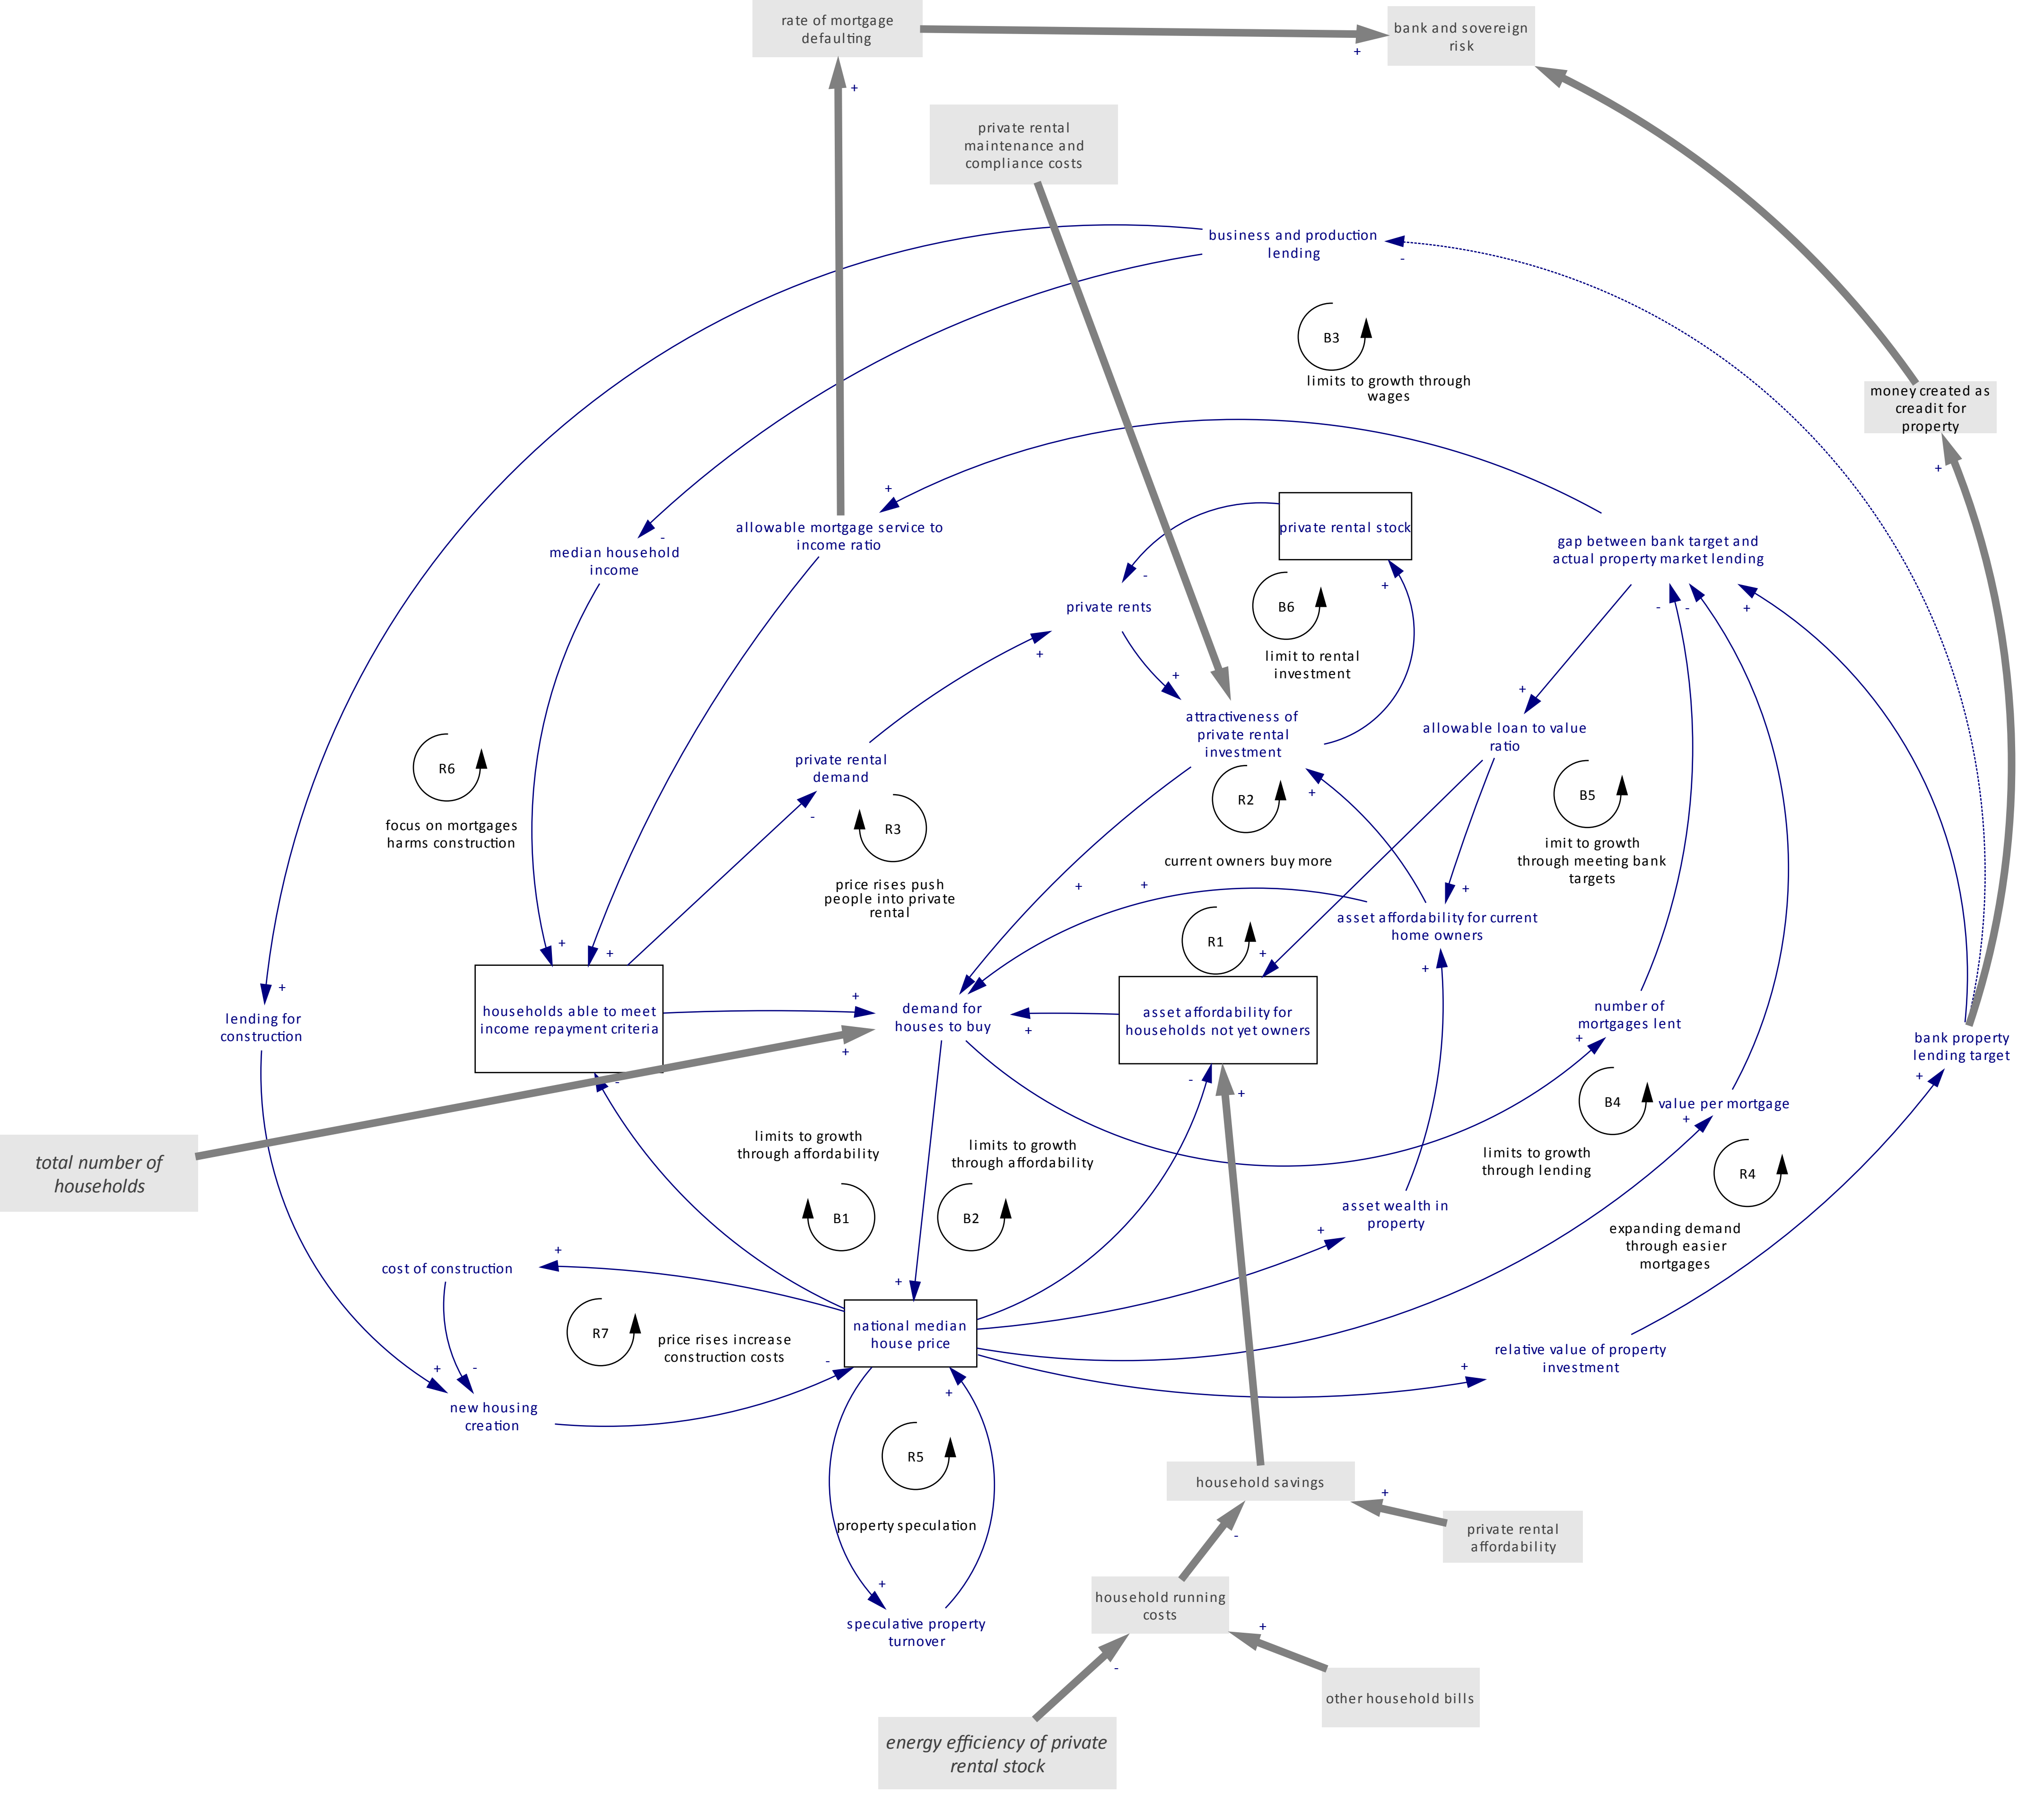 rate of mortgage
defaulting
+
bank and sovereign
risk
+
private rental
maintenance and
compliance costs
business and production
lending
-
B3
limits to growth through
wages
money created as
creadit for
property
+
+
allowable mortgage service to
income ratio
-
median household
income
private rental stock
-
+
gap between bank target and
actual property market lending
-
-
+
private rents
+
B6
limit to rental
investment
+
+
attractiveness of
private rental
investment
allowable loan to value
ratio
R6
focus on mortgages
harms construction
private rental
demand
-
R3
price rises push
people into private
rental
R2
+
current owners buy more
B5
imit to growth
through meeting bank
targets
+
+
+
asset affordability for current
home owners
+
+
R1
+
+
+
lending for
construction
households able to meet
income repayment criteria
+
+
demand for
houses to buy
+
asset affordability for
households not yet owners
number of
mortgages lent
+
bank property
lending target
+
-
-
+
total number of
households
limits to growth
through affordability
limits to growth
through affordability
B1
B2
B4
value per mortgage
+
limits to growth
through lending
R4
expanding demand
through easier
mortgages
asset wealth in
property
+
+
cost of construction
+
R7
price rises increase
construction costs
+
-
-
national median
house price
+
relative value of property
investment
+
new housing
creation
R5
property speculation
+
speculative property
turnover
household savings
+
-
private rental
affordability
household running
costs
+
-
other household bills
energy efficiency of private
rental stock